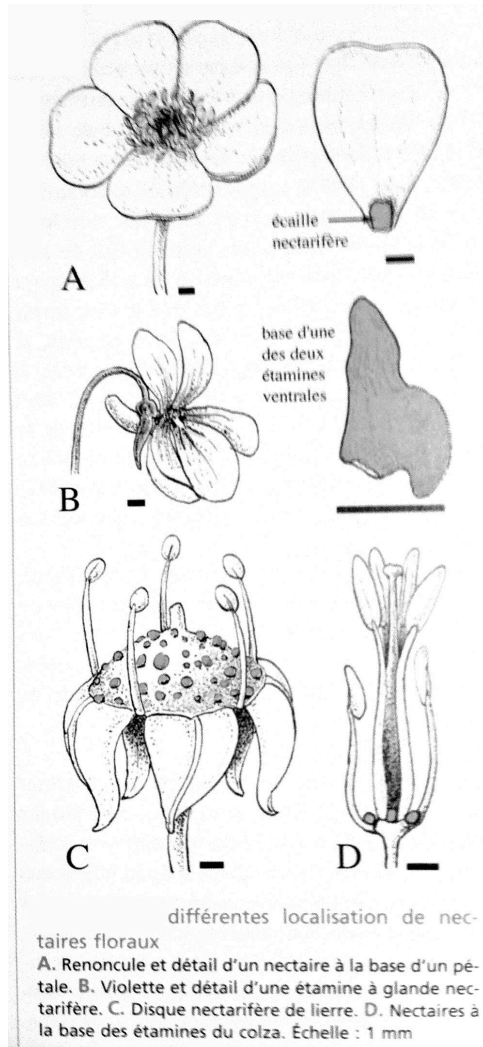 écaille
nectarifère
A
base d'une
des deux
étamines
ventrales
B
C
D
différentes localisation de nec-
taires floraux
A. Renoncule et détail d'un nectaire à la base d'un pé-
tale. B. Violette et détail d'une étamine à glande nec-
tarifère. C. Disque nectarifère de lierre. D. Nectaires à
la base des étamines du colza. Échelle : 1 mm